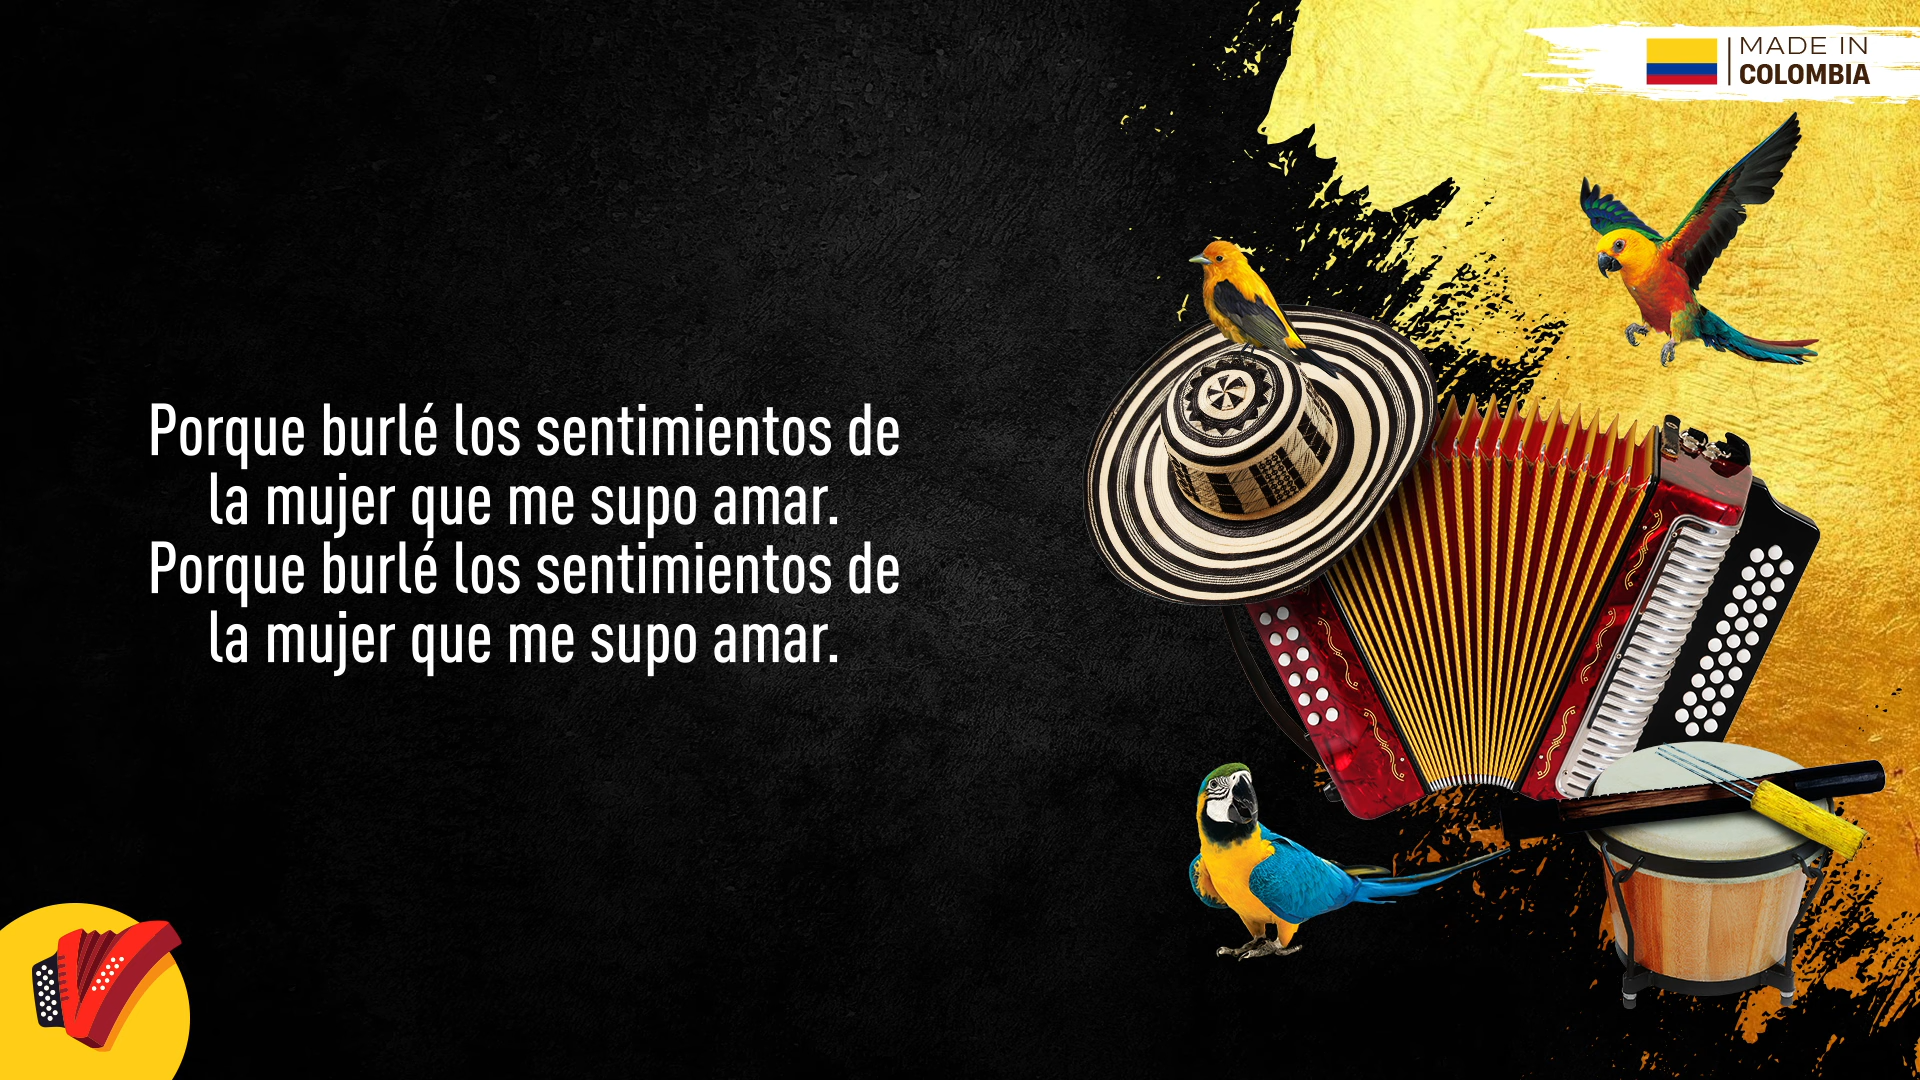 MADE IN
COLOMBIA
Porque burlé los sentimientos de
la mujer que me supo amar.
Porque burlé los sentimientos de
la mujer que me supo amar.